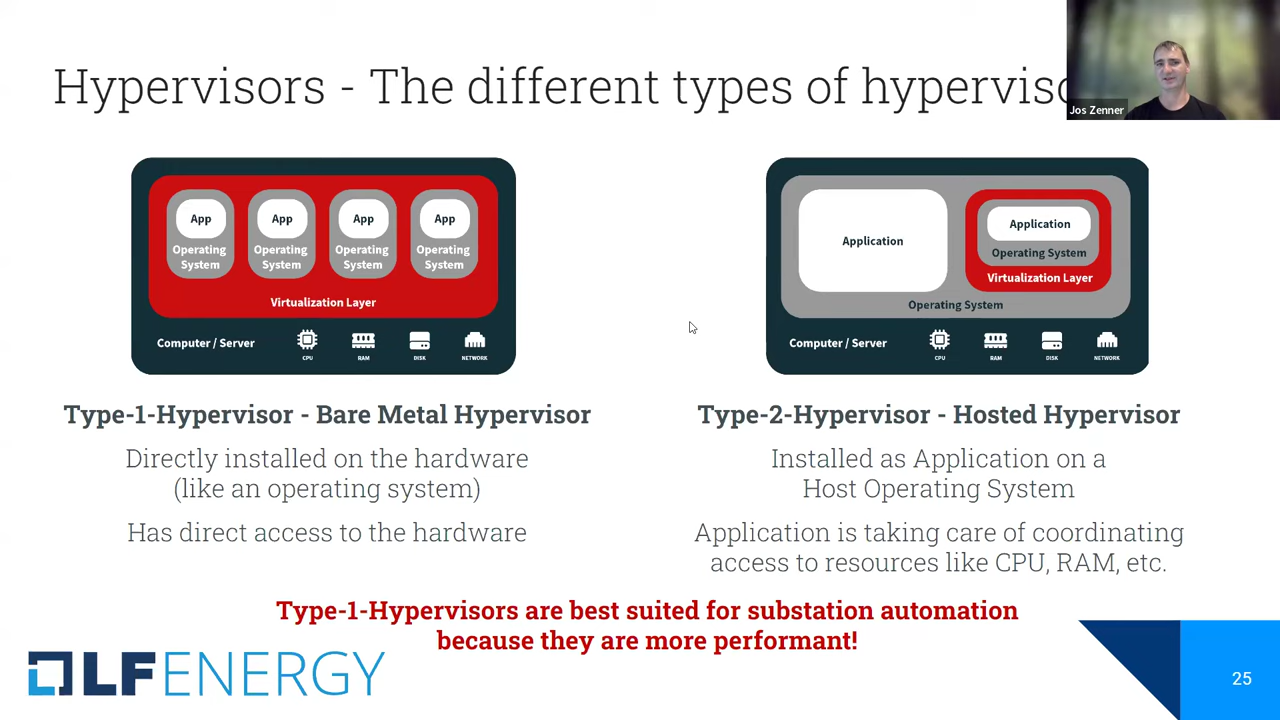 Hypervisors - The different types of hyperviso
Jos Zenner
App App App App
Operating Operating Operating Operating
System System System System
Virtualization Layer
Computer / Server
CPU RAM DISK NETWORK
Application
Application
Operating System
Virtualization Layer
Operating System
Computer / Server
CPU RAM DISK NETWORK
Type-1-Hypervisor - Bare Metal Hypervisor
Directly installed on the hardware
(like an operating system)
Has direct access to the hardware
Type-2-Hypervisor - Hosted Hypervisor
Installed as Application on a
Host Operating System
Application is taking care of coordinating
access to resources like CPU, RAM, etc.
Type-1-Hypervisors are best suited for substation automation
because they are more performant!
LFENERGY
25